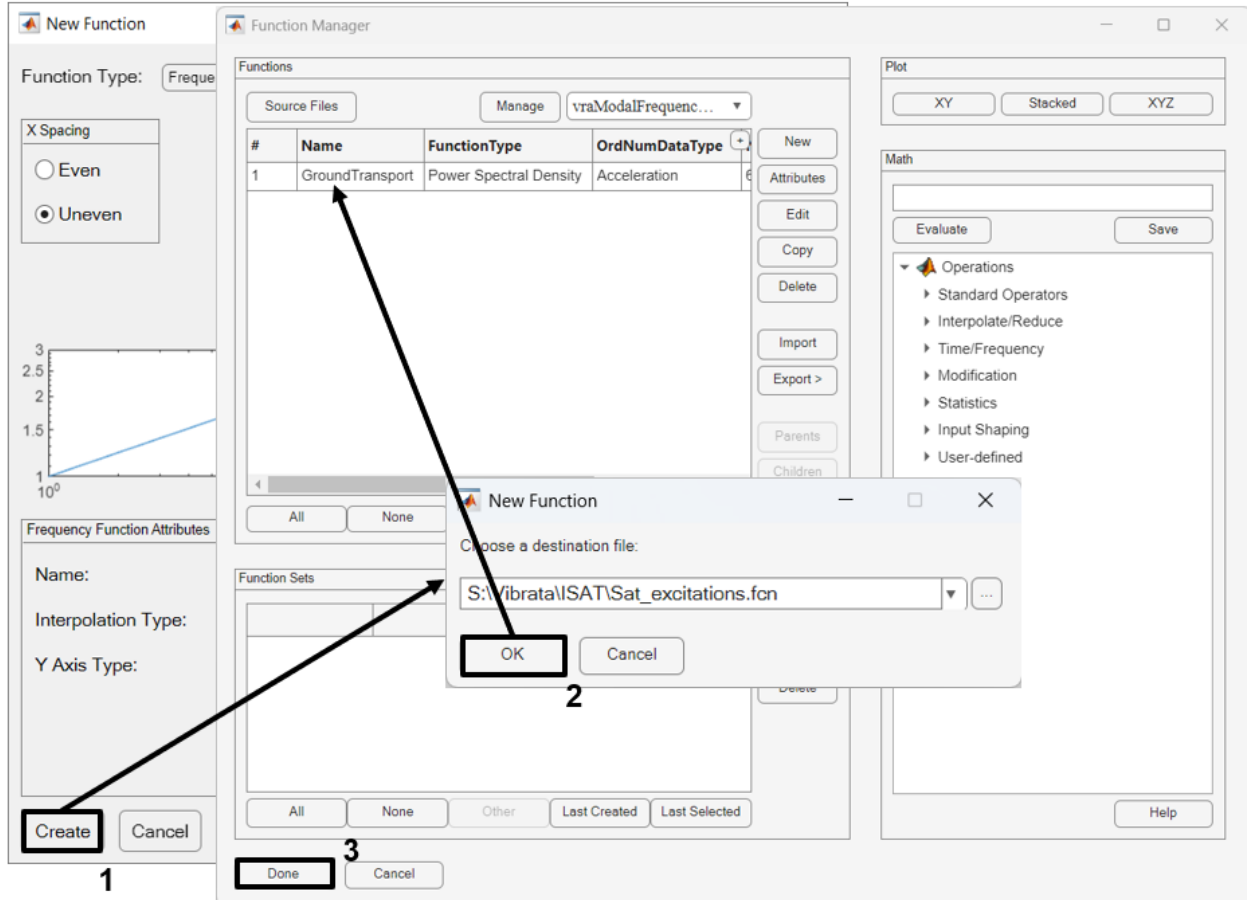 New Function
Function Type:
Freque
X Spacing
Even
Uneven
3
2.5
2
1.5
1
10⁰
Frequency Function Attributes
Name:
Interpolation Type:
Y Axis Type:
Create
Cancel
1
Function Manager
Functions
Source Files
Manage
vraModalFrequenc...
# Name FunctionType OrdNumDataType
1 GroundTransport Power Spectral Density Acceleration 6
New
Attributes
Edit
Copy
Delete
Import
Export >
Parents
Children
All
None
Function Sets
New Function
Choose a destination file:
S:\Vibrata\ISAT\Sat_excitations.fcn
...
OK
Cancel
2
Delete
All
None
Other
Last Created
Last Selected
3
Done
Cancel
Plot
XY
Stacked
XYZ
Math
Evaluate
Save
Operations
Standard Operators
Interpolate/Reduce
Time/Frequency
Modification
Statistics
Input Shaping
User-defined
Help